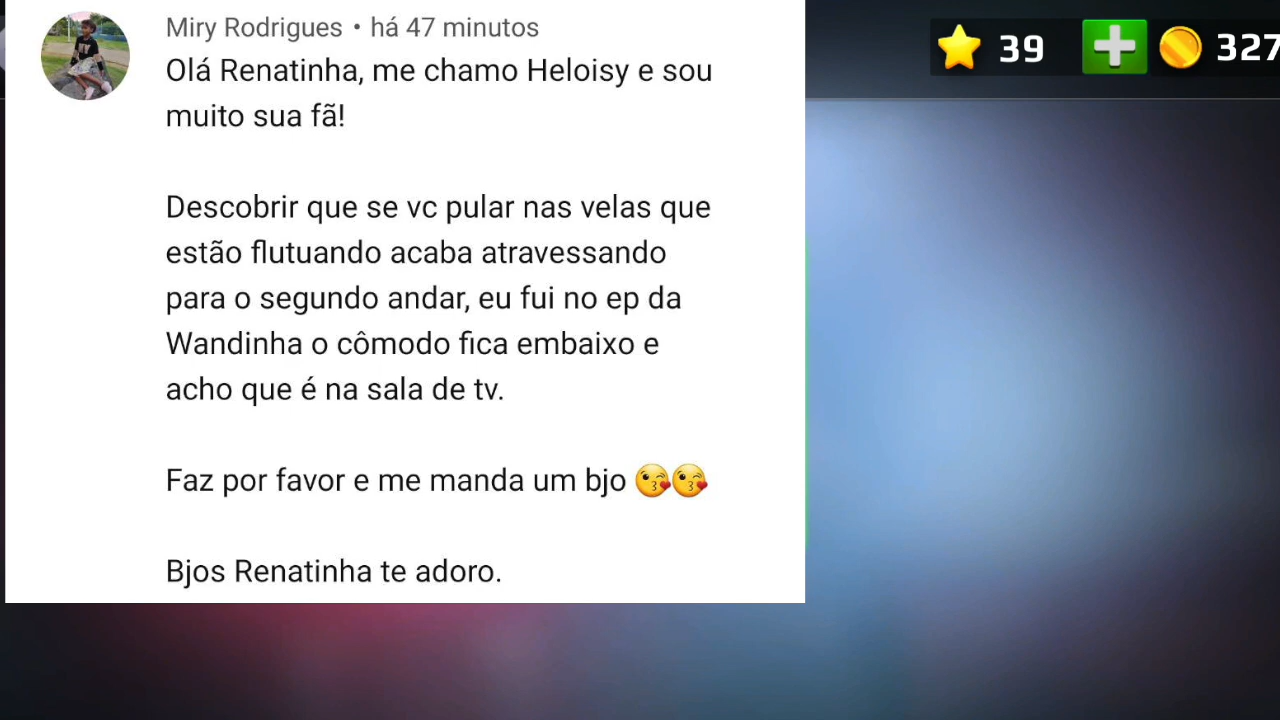 Miry Rodrigues • há 47 minutos
Olá Renatinha, me chamo Heloisy e sou
muito sua fã!
Descobrir que se vc pular nas velas que
estão flutuando acaba atravessando
para o segundo andar, eu fui no ep da
Wandinha o cômodo fica embaixo e
acho que é na sala de tv.
Faz por favor e me manda um bjo 😘😘
Bjos Renatinha te adoro.
39
327